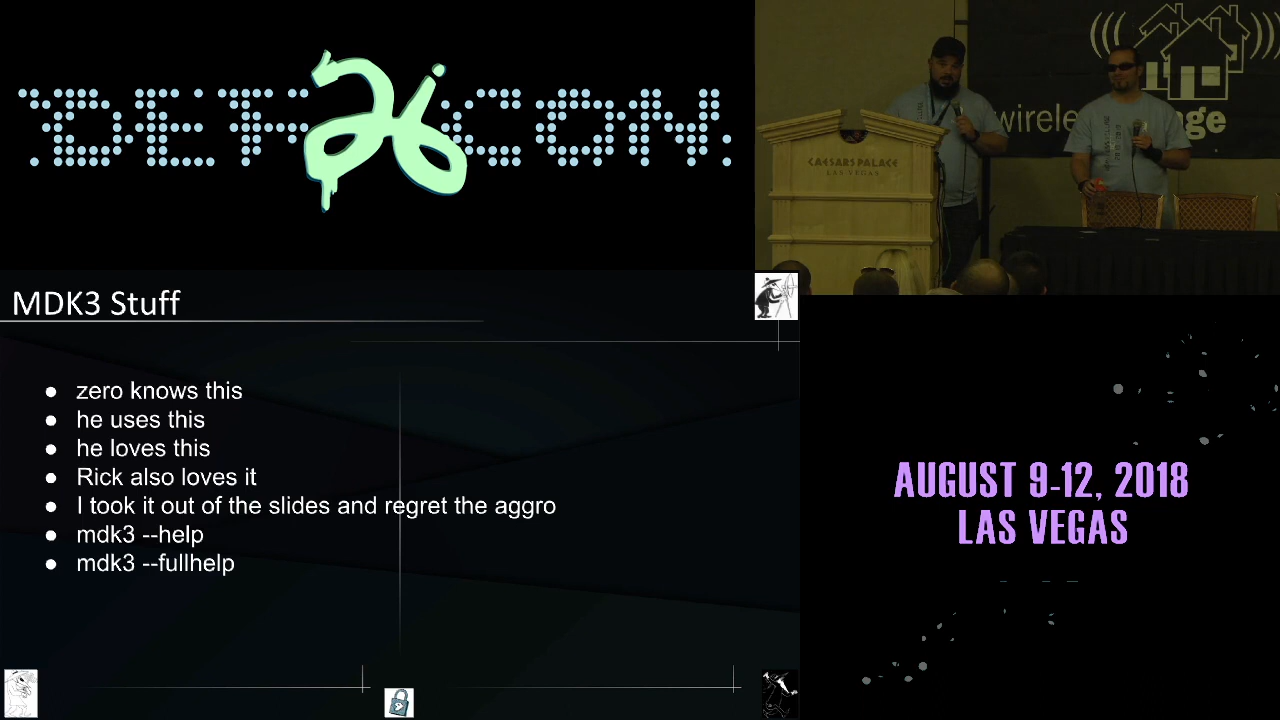 DEF CON 26
CAESARS PALACE
LAS VEGAS
MDK3 Stuff
zero knows this
he uses this
he loves this
Rick also loves it
I took it out of the slides and regret the aggro
mdk3 --help
mdk3 --fullhelp
AUGUST 9-12, 2018
LAS VEGAS